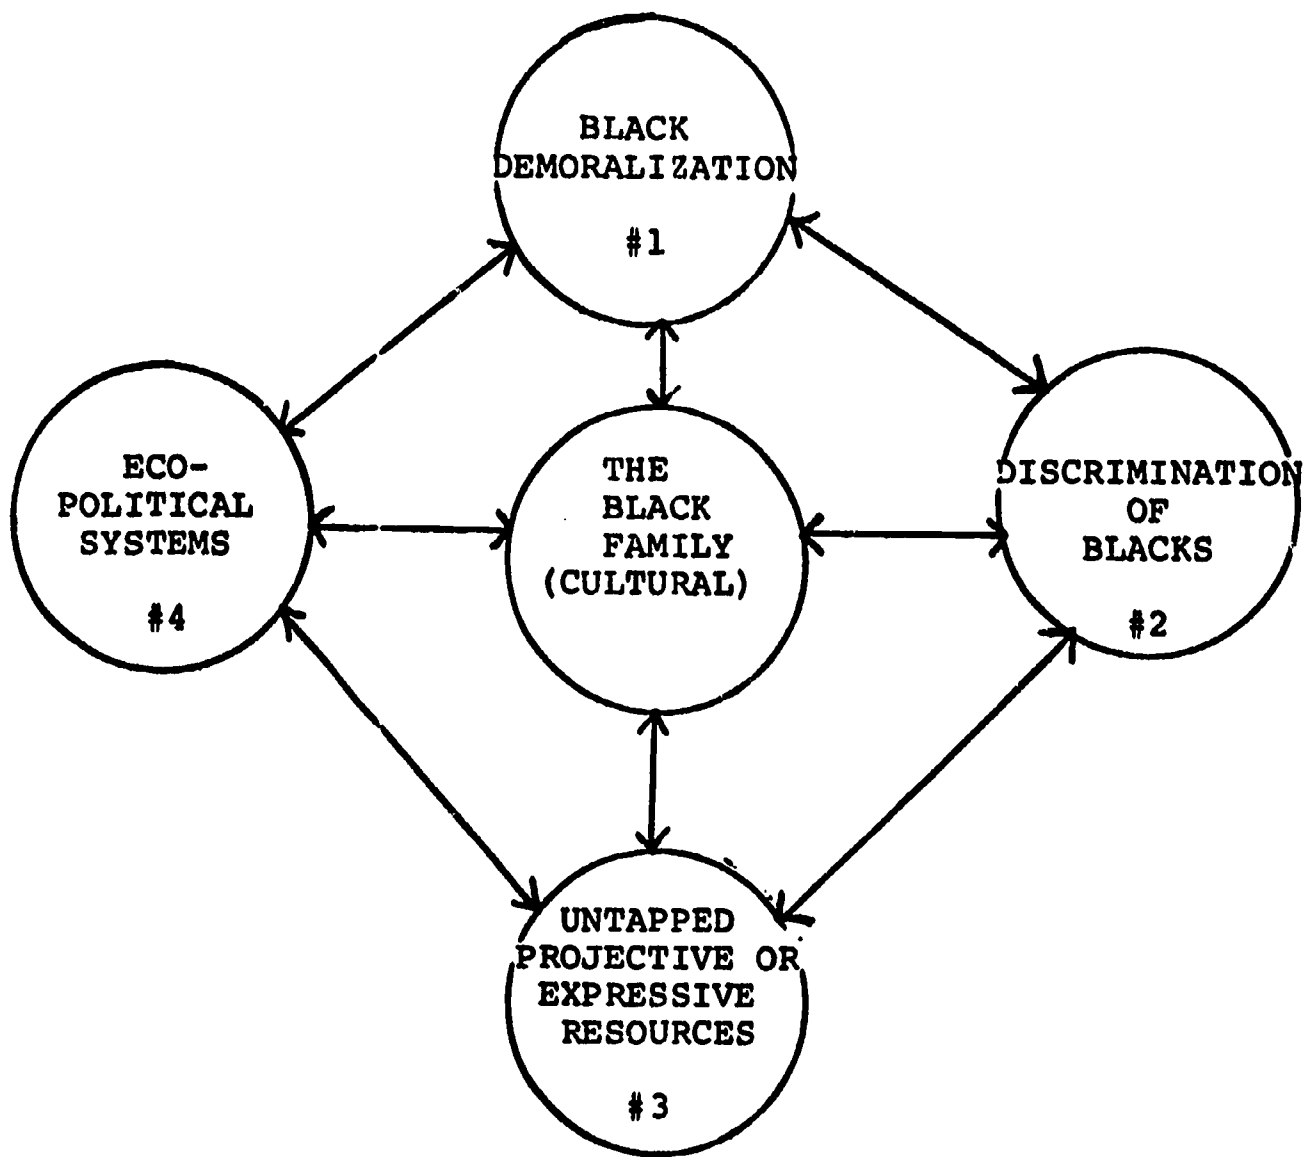 BLACK
DEMORALIZATION
#1
ECO-
POLITICAL
SYSTEMS
#4
THE
BLACK
FAMILY
(CULTURAL)
DISCRIMINATION
OF
BLACKS
#2
UNTAPPED
PROJECTIVE OR
EXPRESSIVE
RESOURCES
#3